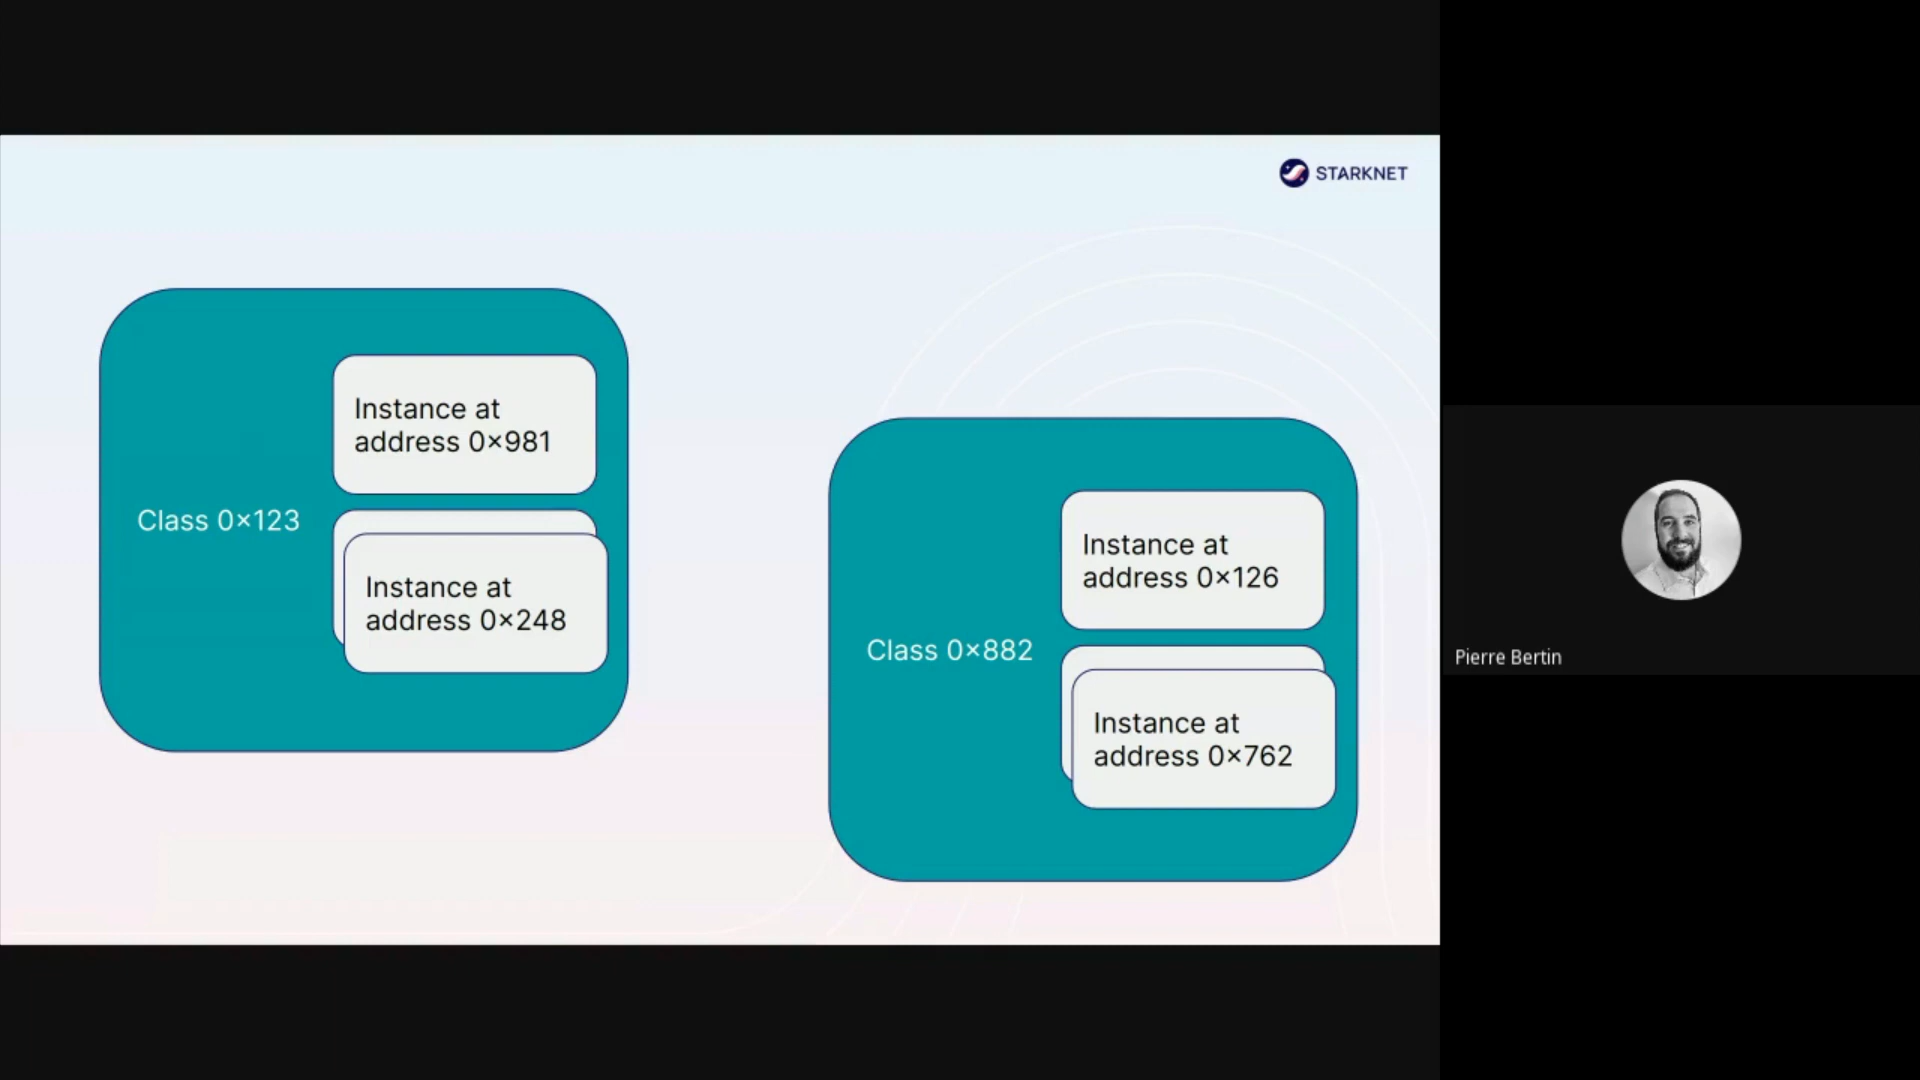 STARKNET
Instance at
address 0×981
Class 0×123
Instance at
address 0×248
Instance at
address 0×126
Class 0×882
Instance at
address 0×762
Pierre Bertin